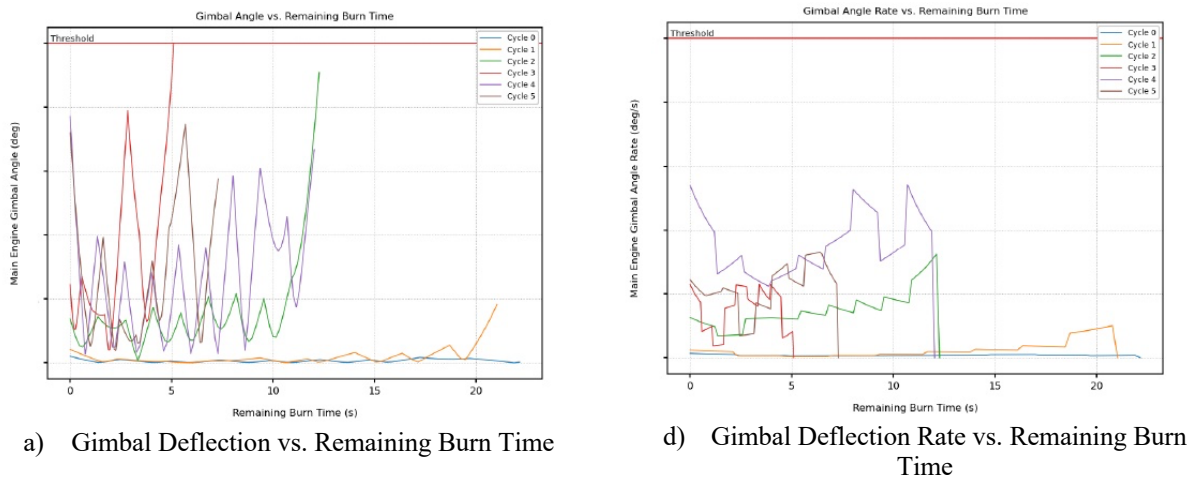 Gimbal Angle vs. Remaining Burn Time
Threshold
Cycle 0
Cycle 1
Cycle 2
Cycle 3
Cycle 4
Cycle 5
Main Engine Gimbal Angle (deg)
0 5 10 15 20
Remaining Burn Time (s)
a) Gimbal Deflection vs. Remaining Burn Time
Gimbal Angle Rate vs. Remaining Burn Time
Threshold
Cycle 0
Cycle 1
Cycle 2
Cycle 3
Cycle 4
Cycle 5
Main Engine Gimbal Angle Rate (deg/s)
0 5 10 15 20
Remaining Burn Time (s)
d) Gimbal Deflection Rate vs. Remaining Burn
Time